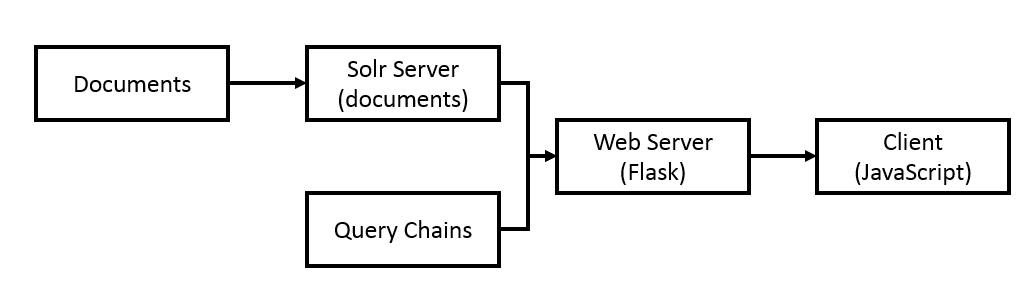 Documents
Solr Server
(documents)
Query Chains
Web Server
(Flask)
Client
(JavaScript)